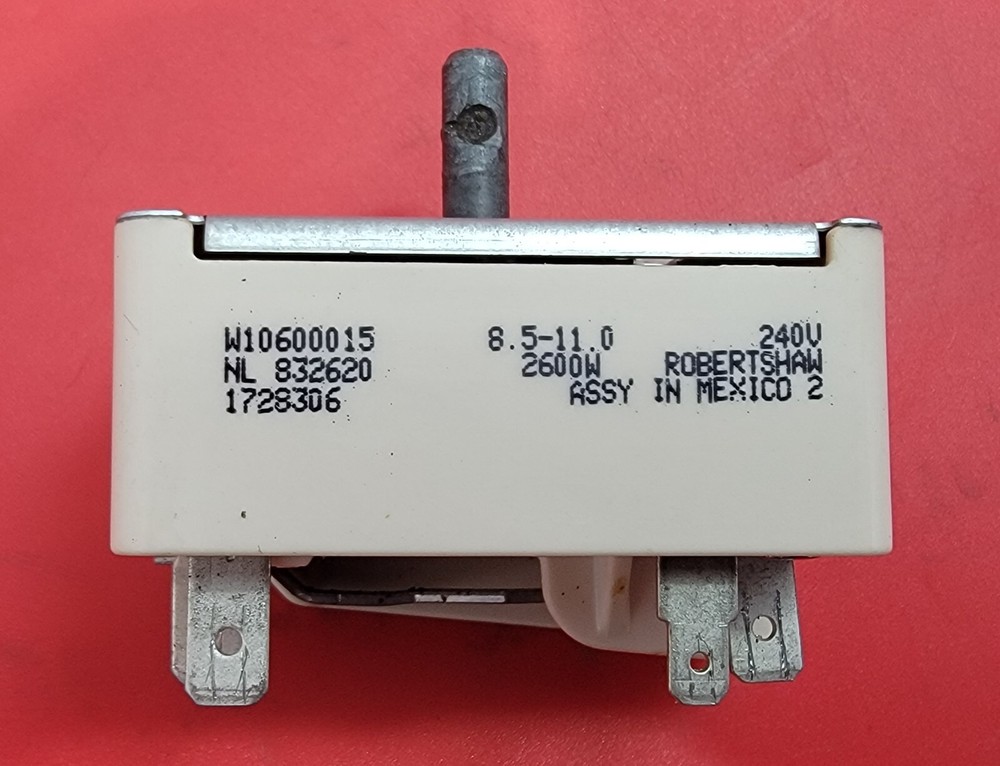 W10600015 8.5-11.0 240V
NL 832620 2600W ROBERTSHAW
1728306 ASSY IN MEXICO 2